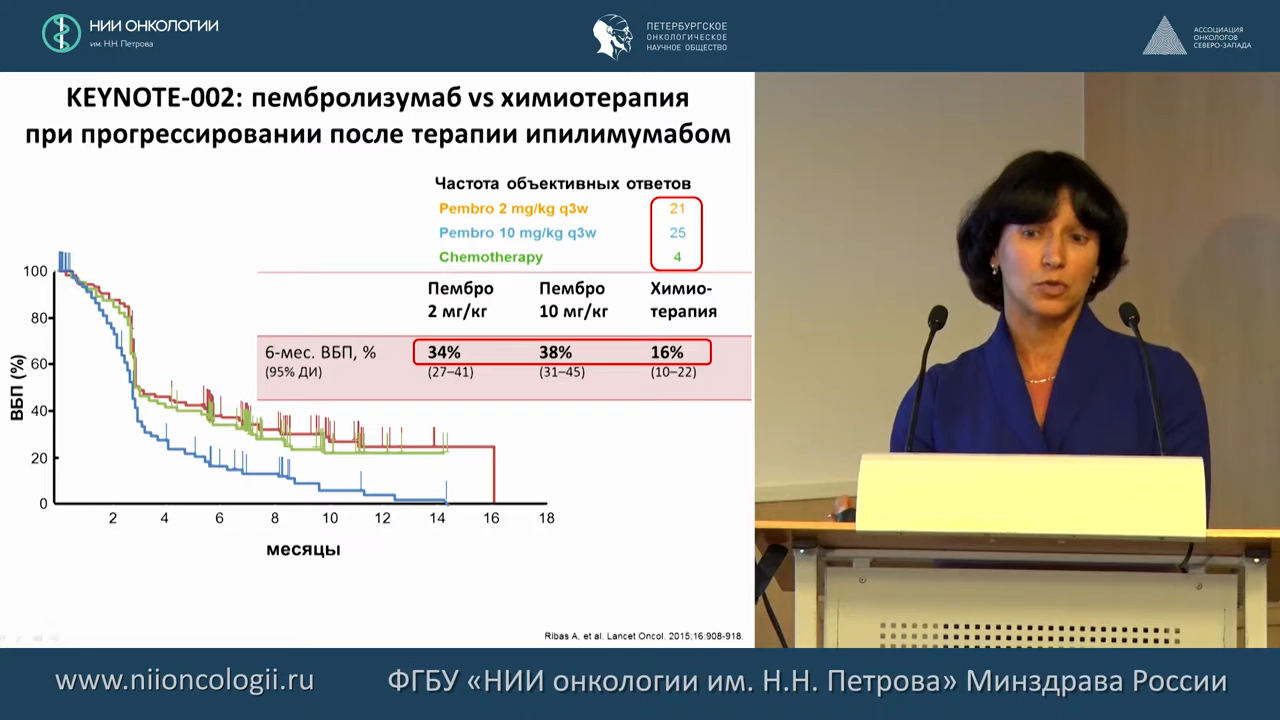 НИИ ОНКОЛОГИИ
им. Н.Н. Петрова
ПЕТЕРБУРГСКОЕ
ОНКОЛОГИЧЕСКОЕ
НАУЧНОЕ ОБЩЕСТВО
АССОЦИАЦИЯ
ОНКОЛОГОВ
СЕВЕРО-ЗАПАДА
KEYNOTE-002: пембролизумаб vs химиотерапия
при прогрессировании после терапии ипилимумабом
Частота объективных ответов
Pembro 2 mg/kg q3w 21
Pembro 10 mg/kg q3w 25
Chemotherapy 4
Пембро Пембро Химио-
2 мг/кг 10 мг/кг терапия
6-мес. ВБП, % 34% 38% 16%
(95% ДИ) (27–41) (31–45) (10–22)
ВБП (%)
100
80
60
40
20
0
2 4 6 8 10 12 14 16 18
месяцы
Ribas A, et al. Lancet Oncol. 2015;16:908-918.
www.niioncologii.ru ФГБУ «НИИ онкологии им. Н.Н. Петрова» Минздрава России